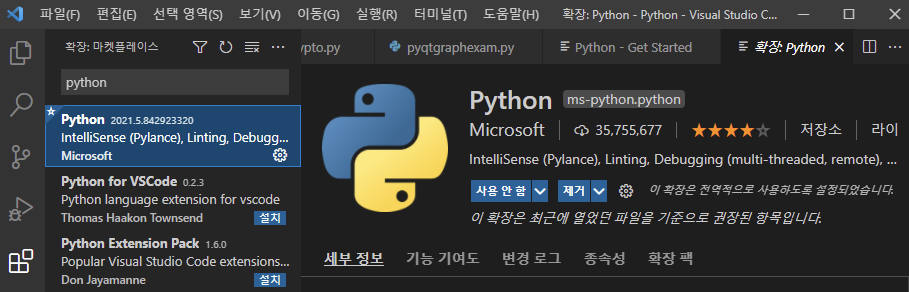 파일(F) 편집(E) 선택 영역(S) 보기(V) 이동(G) 실행(R) 터미널(T) 도움말(H) 확장: Python - Python - Visual Studio C...
확장: 마켓플레이스
ypto.py pyqtgraphexam.py Python - Get Started 확장: Python
python
Python 2021.5.842923320
IntelliSense (Pylance), Linting, Debugg...
Microsoft
Python for VSCode 0.2.3
Python language extension for vscode
Thomas Haakon Townsend 설치
Python Extension Pack 1.6.0
Popular Visual Studio Code extensions...
Don Jayamanne 설치
Python ms-python.python
Microsoft 35,755,677 저장소 라이
IntelliSense (Pylance), Linting, Debugging (multi-threaded, remote), ...
사용 안 함 제거 이 확장은 전역적으로 사용하도록 설정되었습니다.
이 확장은 최근에 열었던 파일을 기준으로 권장된 항목입니다.
세부 정보 기능 기여도 변경 로그 종속성 확장 팩